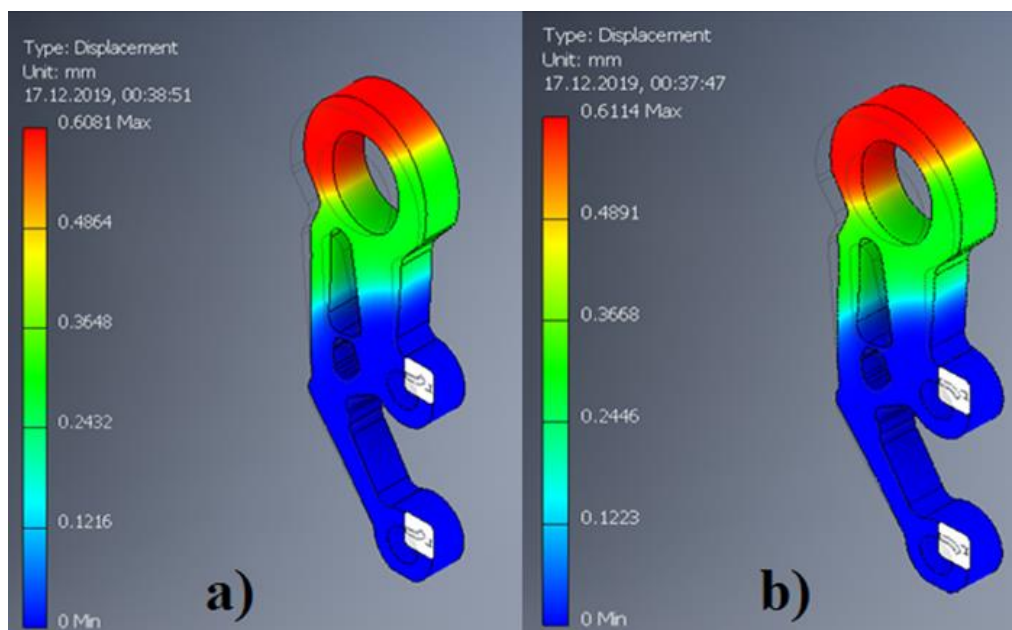 Type: Displacement
Unit: mm
17.12.2019, 00:38:51
0.6081 Max
0.4864
0.3648
0.2432
0.1216
0 Min
a)
Type: Displacement
Unit: mm
17.12.2019, 00:37:47
0.6114 Max
0.4891
0.3668
0.2446
0.1223
0 Min
b)